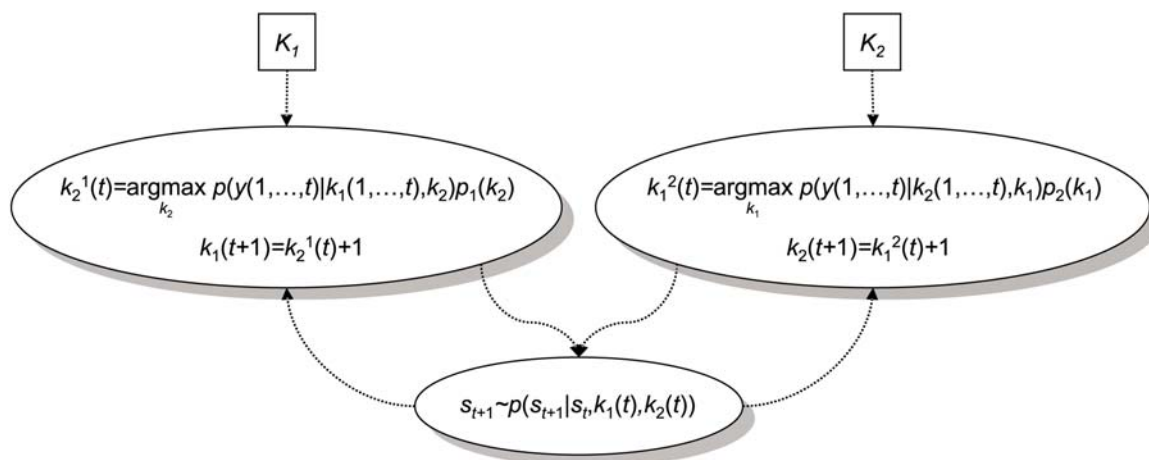 K₁
K₂
k₂¹(t)=argmax p(y(1,…,t)|k₁(1,…,t),k₂)p₁(k₂)
k₂
k₁(t+1)=k₂¹(t)+1
k₁²(t)=argmax p(y(1,…,t)|k₂(1,…,t),k₁)p₂(k₁)
k₁
k₂(t+1)=k₁²(t)+1
sₜ₊₁~p(sₜ₊₁|sₜ,k₁(t),k₂(t))